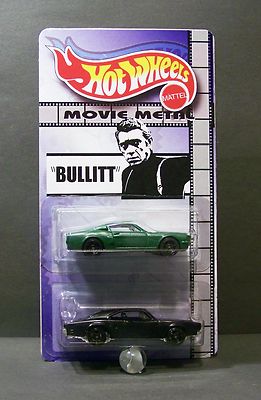 HOT WHEELS
MATTEL
MOVIE METAL
"BULLITT"